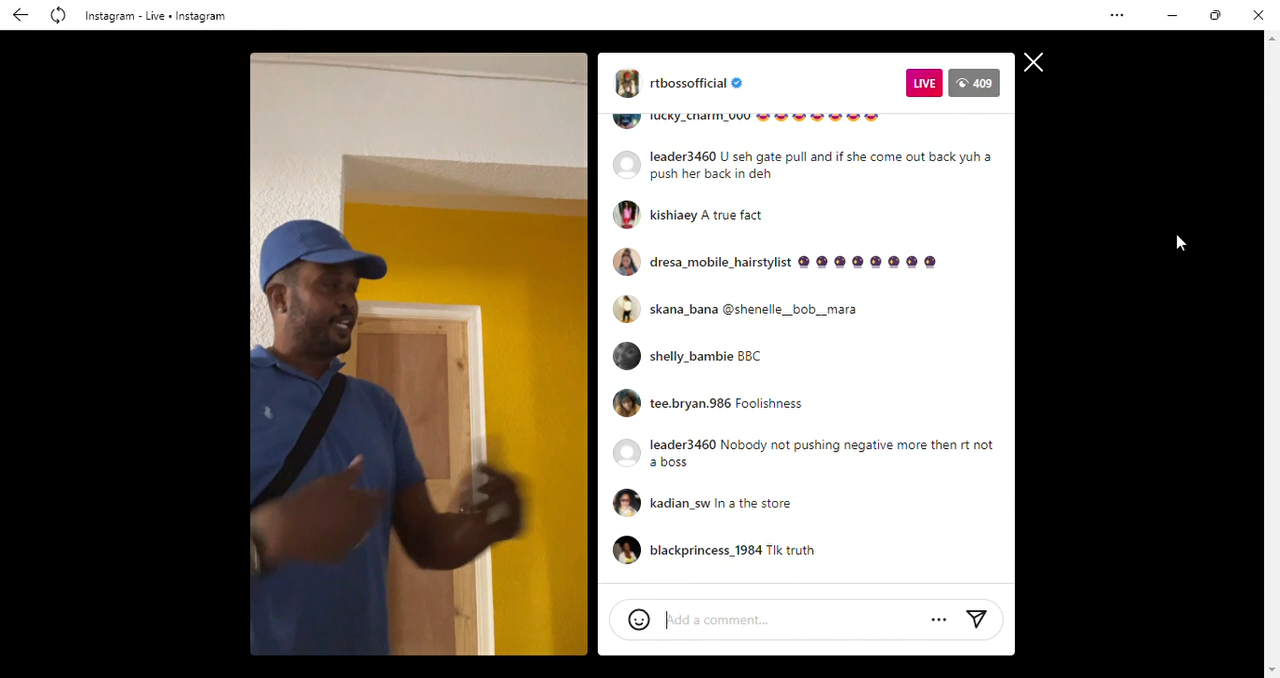 Instagram - Live • Instagram
rtbossofficial
LIVE
409
lucky_charm_000
leader3460 U seh gate pull and if she come out back yuh a
push her back in deh
kishiaey A true fact
dresa_mobile_hairstylist
skana_bana @shenelle__bob__mara
shelly_bambie BBC
tee.bryan.986 Foolishness
leader3460 Nobody not pushing negative more then rt not
a boss
kadian_sw In a the store
blackprincess_1984 Tlk truth
Add a comment...